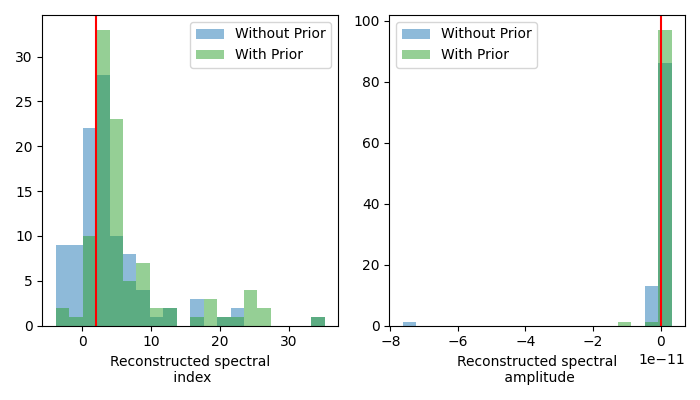 Without Prior
With Prior
30
25
20
15
10
5
0
0
10
20
30
Reconstructed spectral
index
Without Prior
With Prior
100
80
60
40
20
0
−8
−6
−4
−2
0
1e−11
Reconstructed spectral
amplitude